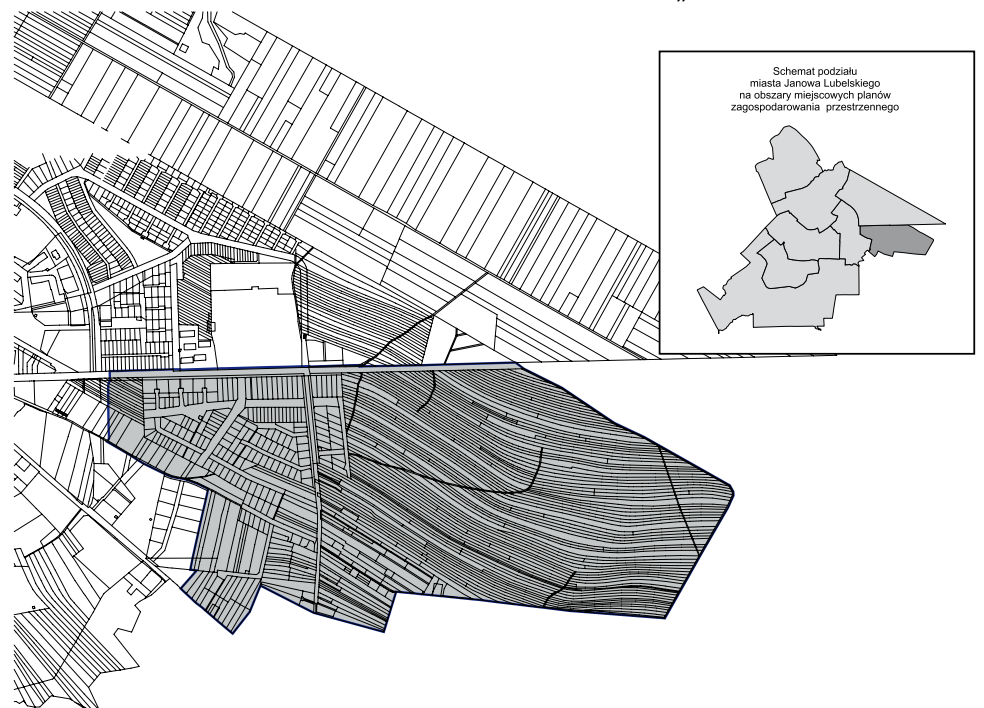 Schemat podziału
miasta Janowa Lubelskiego
na obszary miejscowych planów
zagospodarowania przestrzennego